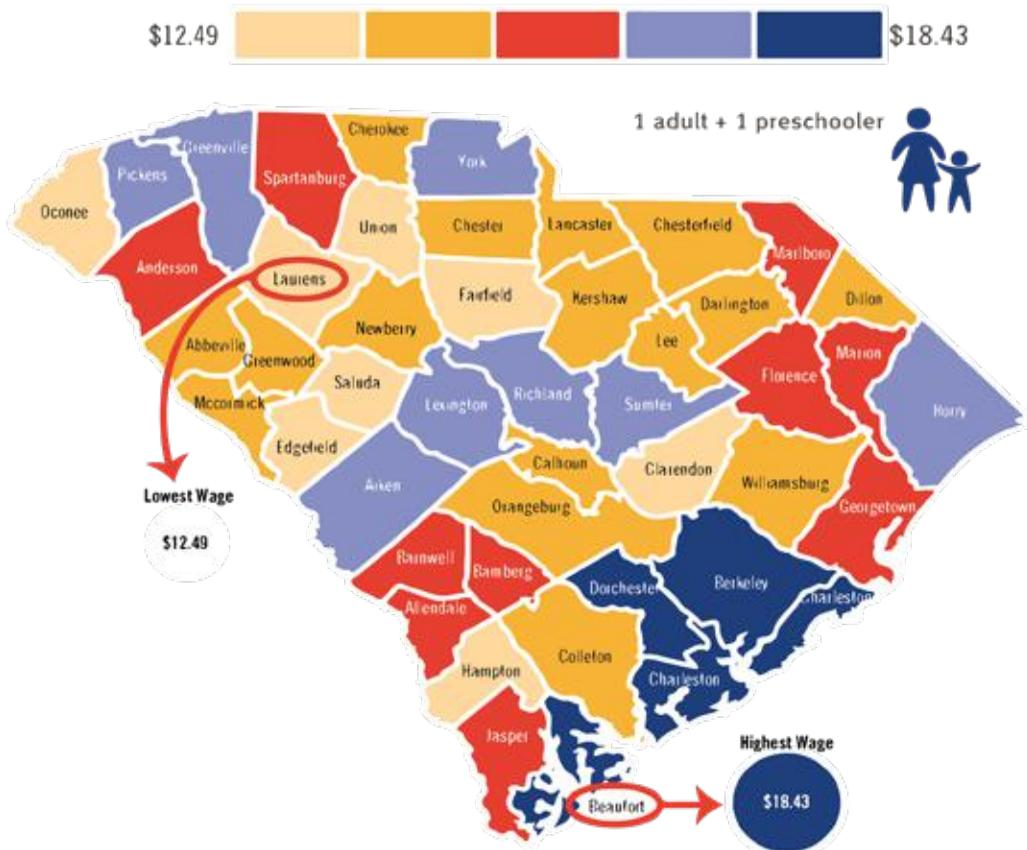 $12.49 $18.43
1 adult + 1 preschooler
Cherokee
Greenville
York
Pickens
Spartanburg
Oconee
Union
Chester
Lancaster
Chesterfield
Marlboro
Anderson
Laurens
Fairfield
Kershaw
Darlington
Dillon
Newberry
Abbeville
Greenwood
Lee
Marion
Florence
Saluda
Mccormick
Lexington
Richland
Sumter
Horry
Edgefield
Calhoun
Clarendon
Aiken
Williamsburg
Lowest Wage
Orangeburg
Georgetown
$12.49
Barnwell
Bamberg
Dorchester
Berkeley
Charleston
Allendale
Colleton
Hampton
Charleston
Jasper
Highest Wage
Beaufort
$18.43